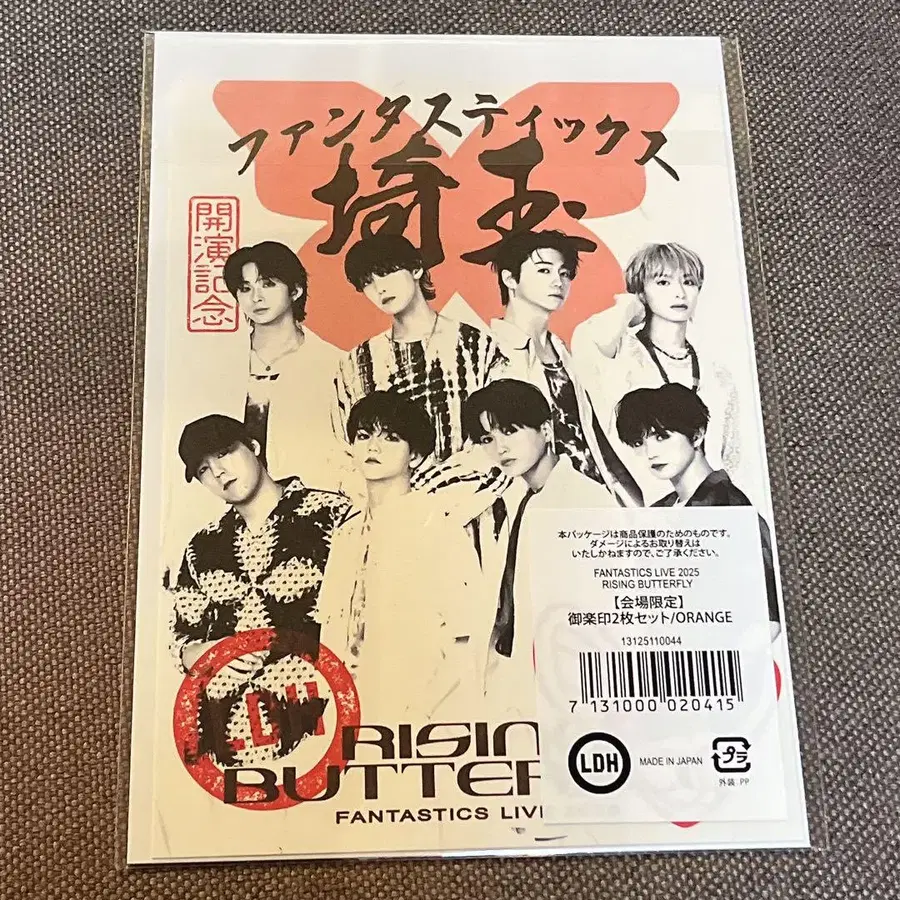 ファンタスティックス
埼玉
開演記念
本パッケージは商品保護のためのものです。
ダメージによるお取り替えは
いたしかねますので、ご了承ください。
FANTASTICS LIVE 2025
RISING BUTTERFLY
【会場限定】
御楽印2枚セット/ORANGE
13125110044
7 131000 020415
LDH
MADE IN JAPAN
プラ
外装:PP
LDH
RISIN
BUTTER
FANTASTICS LIV